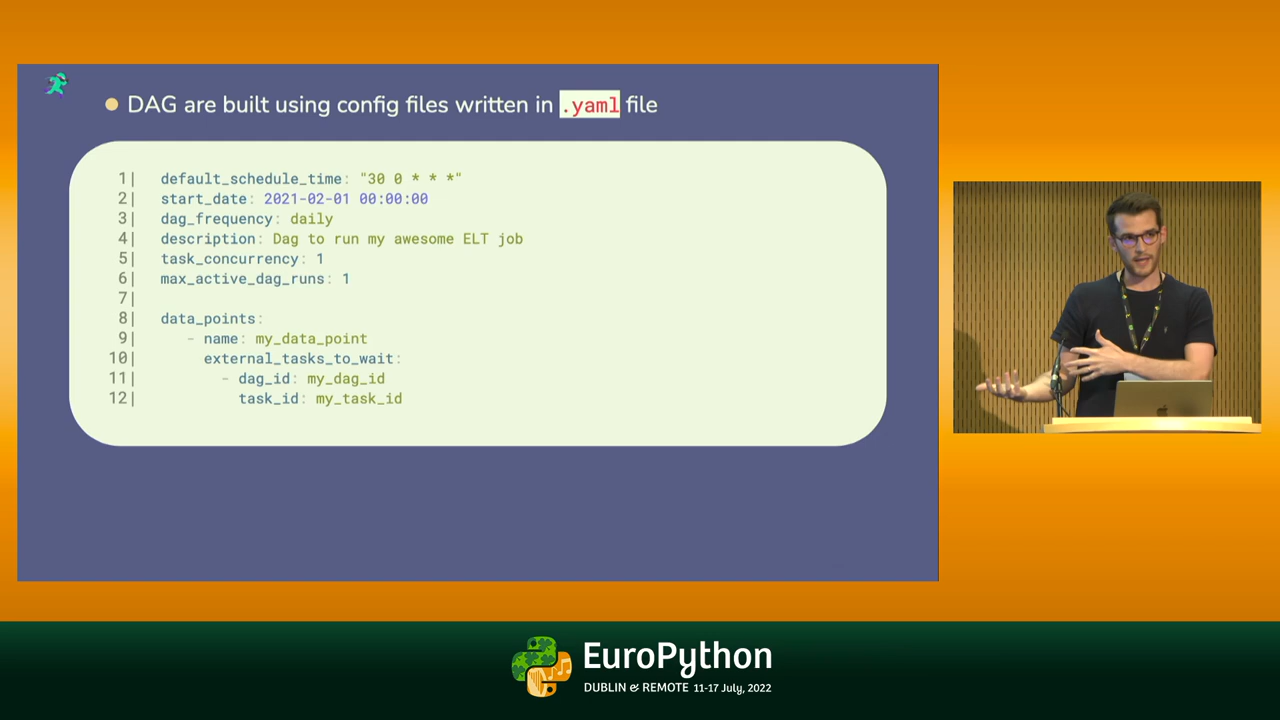 DAG are built using config files written in .yaml file
1| default_schedule_time: "30 0 * * *"
2| start_date: 2021-02-01 00:00:00
3| dag_frequency: daily
4| description: Dag to run my awesome ELT job
5| task_concurrency: 1
6| max_active_dag_runs: 1
7|
8| data_points:
9| - name: my_data_point
10| external_tasks_to_wait:
11| - dag_id: my_dag_id
12| task_id: my_task_id
EuroPython
DUBLIN & REMOTE 11-17 July, 2022